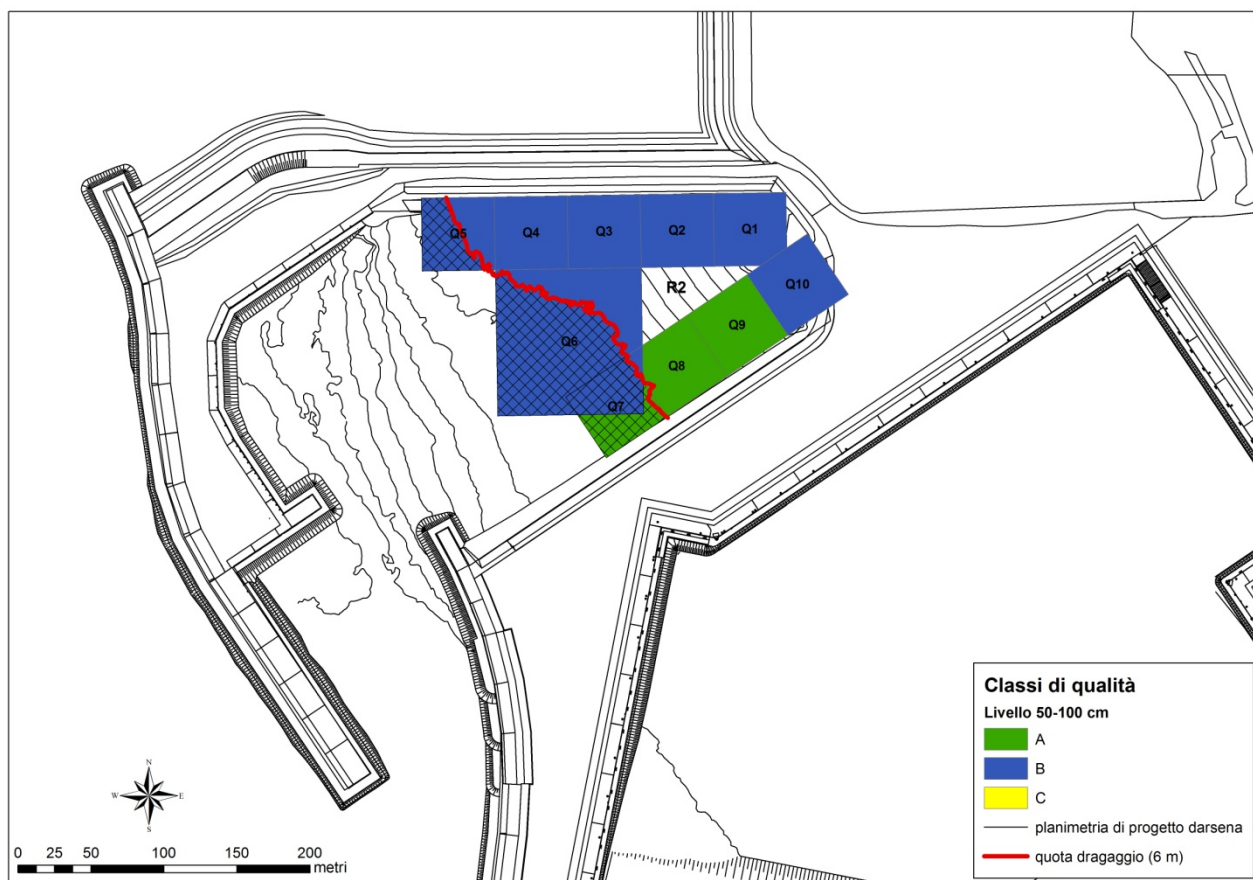 Q5 Q4 Q3 Q2 Q1
R2 Q10
Q6 Q9
Q8
Q7
Classi di qualità
Livello 50-100 cm
A
B
C
planimetria di progetto darsena
quota dragaggio (6 m)
N
W E
S
0 25 50 100 150 200
metri